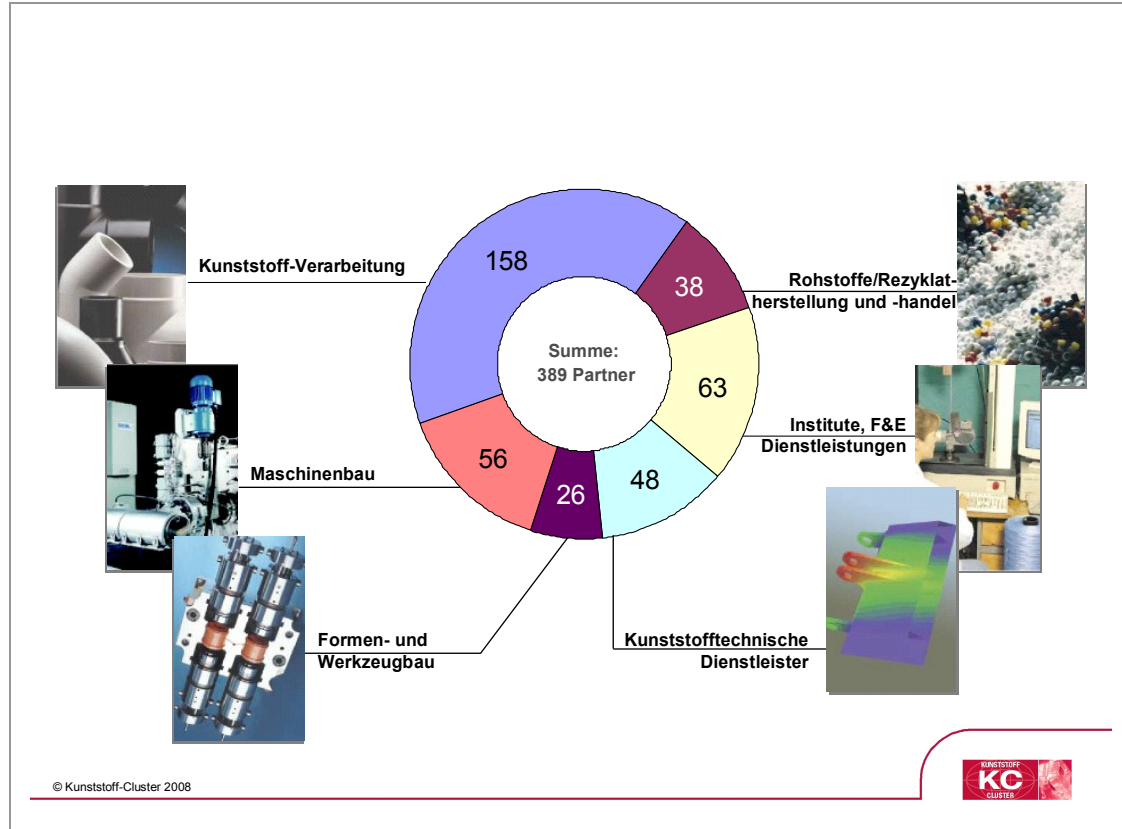 158
Kunststoff-Verarbeitung
38
Rohstoffe/Rezyklat-
herstellung und -handel
Summe:
389 Partner
63
Institute, F&E
Dienstleistungen
56
Maschinenbau
26
48
Formen- und
Werkzeugbau
Kunststofftechnische
Dienstleister
© Kunststoff-Cluster 2008
KUNSTSTOFF
KC
CLUSTER